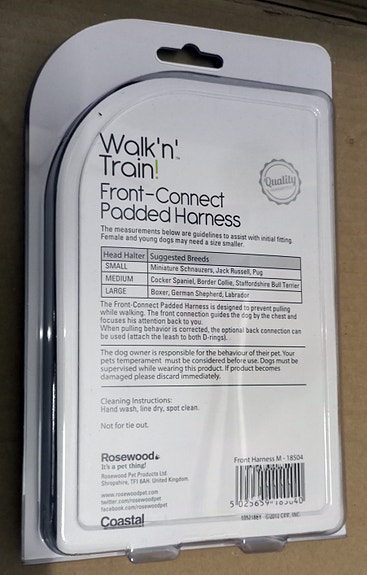 Walk'n'
Train!
Quality
Front-Connect
Padded Harness
The measurements below are guidelines to assist with initial fitting.
Female and young dogs may need a size smaller.
Head Halter Suggested Breeds
SMALL Miniature Schnauzers, Jack Russell, Pug
MEDIUM Cocker Spaniel, Border Collie, Staffordshire Bull Terrier
LARGE Boxer, German Shepherd, Labrador
The Front-Connect Padded Harness is designed to prevent pulling
while walking. The front connection guides the dog by the chest and
focuses his attention back to you.
When pulling behavior is corrected, the optional back connection
can be used (attach the leash to both D-rings).
The dog owner is responsible for the behaviour of their pet. Your
pets temperament must be considered before use. Dogs must be
supervised while wearing this product. If product becomes
damaged please discard immediately.
Cleaning Instructions:
Hand wash, line dry, spot clean.
Not for tie out.
Rosewood
It's a pet thing!
Rosewood Pet Products Ltd.
Shropshire, TF1 6AH. United Kingdom.
www.rosewoodpet.com
twitter.com/rosewoodpet
facebook.com/rosewoodpet
Coastal
Front Harness M - 18504
5 025659 185040
©2010 CPP, INC.